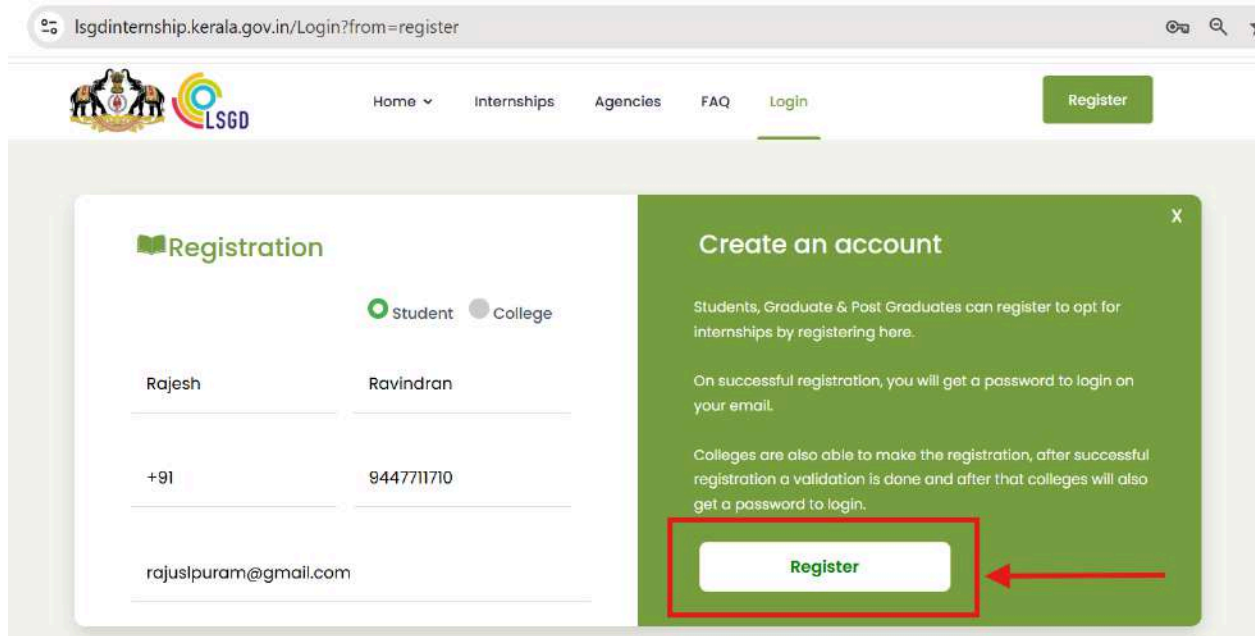 lsgdinternship.kerala.gov.in/Login?from=register
LSGD
Home Internships Agencies FAQ Login Register
Registration
Student College
Rajesh Ravindran
+91 9447711710
rajuslpuram@gmail.com
X
Create an account
Students, Graduate & Post Graduates can register to opt for
internships by registering here.
On successful registration, you will get a password to login on
your email.
Colleges are also able to make the registration, after successful
registration a validation is done and after that colleges will also
get a password to login.
Register